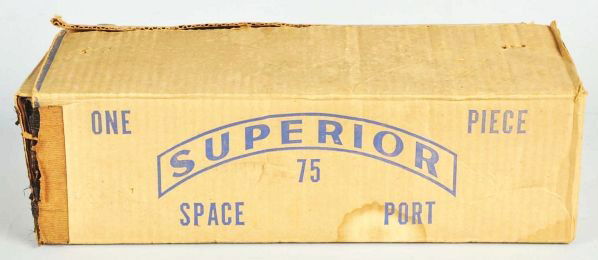 ONE PIECE
SUPERIOR
75
SPACE PORT